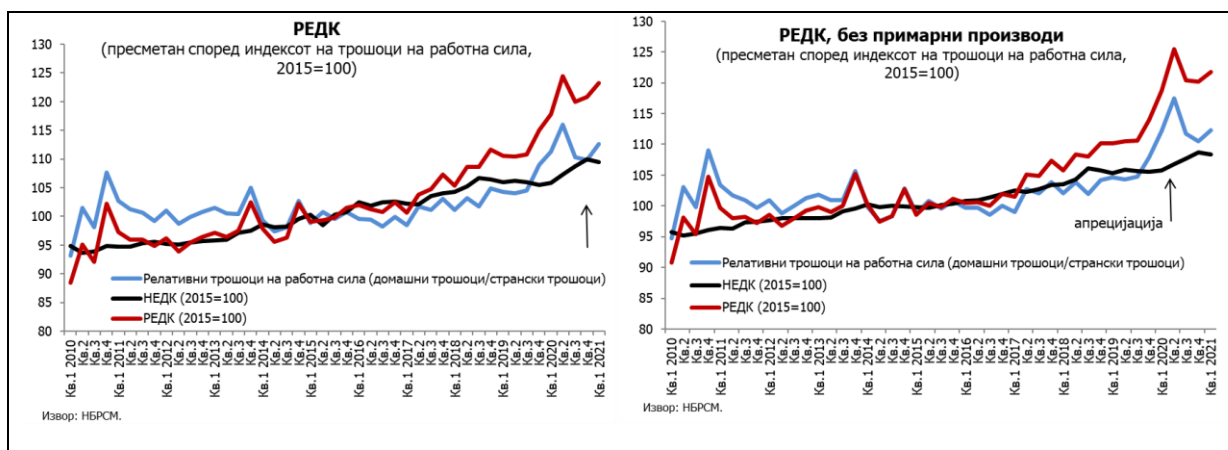 РЕДК
(пресметан според индексот на трошоци на работна сила,
2015=100)
130
125
120
115
110
105
100
95
90
85
80
Релативни трошоци на работна сила (домашни трошоци/странски трошоци)
НЕДК (2015=100)
РЕДК (2015=100)
Кв.1 2010
Кв.2
Кв.3
Кв.4
Кв.1 2011
Кв.2
Кв.3
Кв.4
Кв.1 2012
Кв.2
Кв.3
Кв.4
Кв.1 2013
Кв.2
Кв.3
Кв.4
Кв.1 2014
Кв.2
Кв.3
Кв.4
Кв.1 2015
Кв.2
Кв.3
Кв.4
Кв.1 2016
Кв.2
Кв.3
Кв.4
Кв.1 2017
Кв.2
Кв.3
Кв.4
Кв.1 2018
Кв.2
Кв.3
Кв.4
Кв.1 2019
Кв.2
Кв.3
Кв.4
Кв.1 2020
Кв.2
Кв.3
Кв.4
Кв.1 2021
Извор: НБРСМ.
РЕДК, без примарни производи
(пресметан според индексот на трошоци на работна сила,
2015=100)
130
125
120
115
110
105
100
95
90
85
80
апрецијација
Релативни трошоци на работна сила (домашни трошоци/странски трошоци)
НЕДК (2015=100)
РЕДК (2015=100)
Кв.1 2010
Кв.2
Кв.3
Кв.4
Кв.1 2011
Кв.2
Кв.3
Кв.4
Кв.1 2012
Кв.2
Кв.3
Кв.4
Кв.1 2013
Кв.2
Кв.3
Кв.4
Кв.1 2014
Кв.2
Кв.3
Кв.4
Кв.1 2015
Кв.2
Кв.3
Кв.4
Кв.1 2016
Кв.2
Кв.3
Кв.4
Кв.1 2017
Кв.2
Кв.3
Кв.4
Кв.1 2018
Кв.2
Кв.3
Кв.4
Кв.1 2019
Кв.2
Кв.3
Кв.4
Кв.1 2020
Кв.2
Кв.3
Кв.4
Кв.1 2021
Извор: НБРСМ.